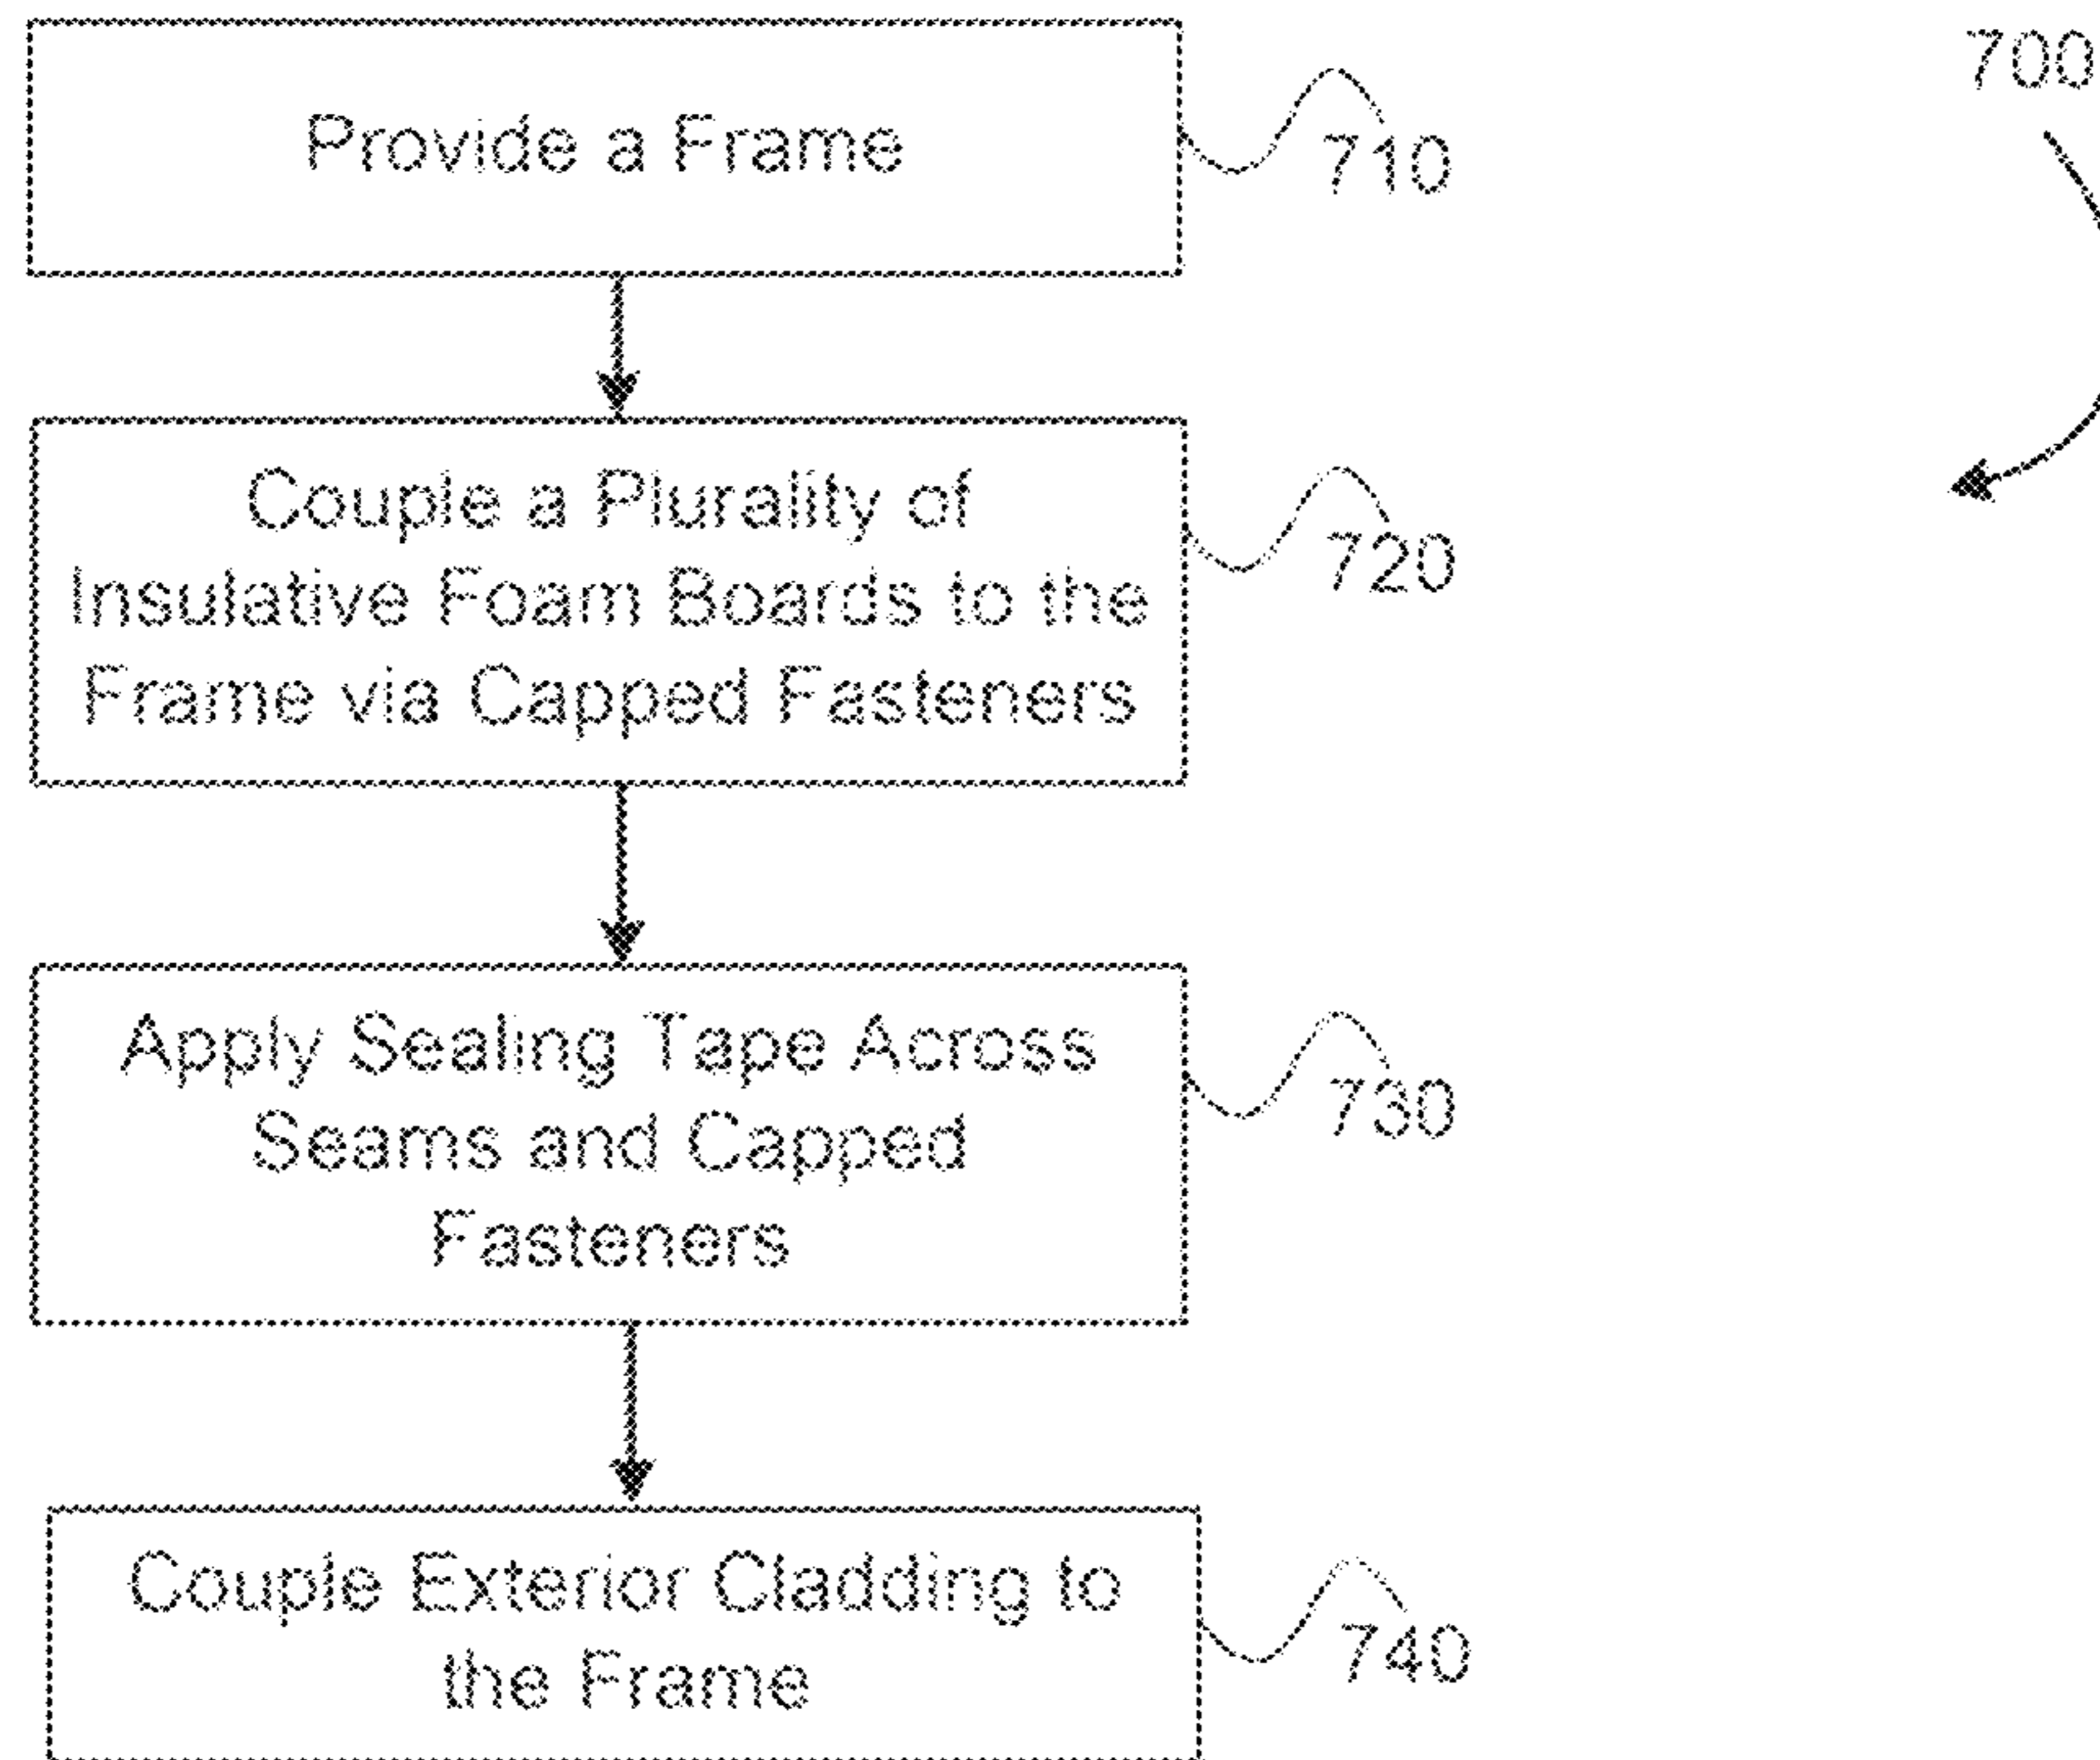 700
Provide a Frame
710
Couple a Plurality of
Insulative Foam Boards to the
Frame via Capped Fasteners
720
Apply Sealing Tape Across
Seams and Capped
Fasteners
730
Couple Exterior Cladding to
the Frame
740